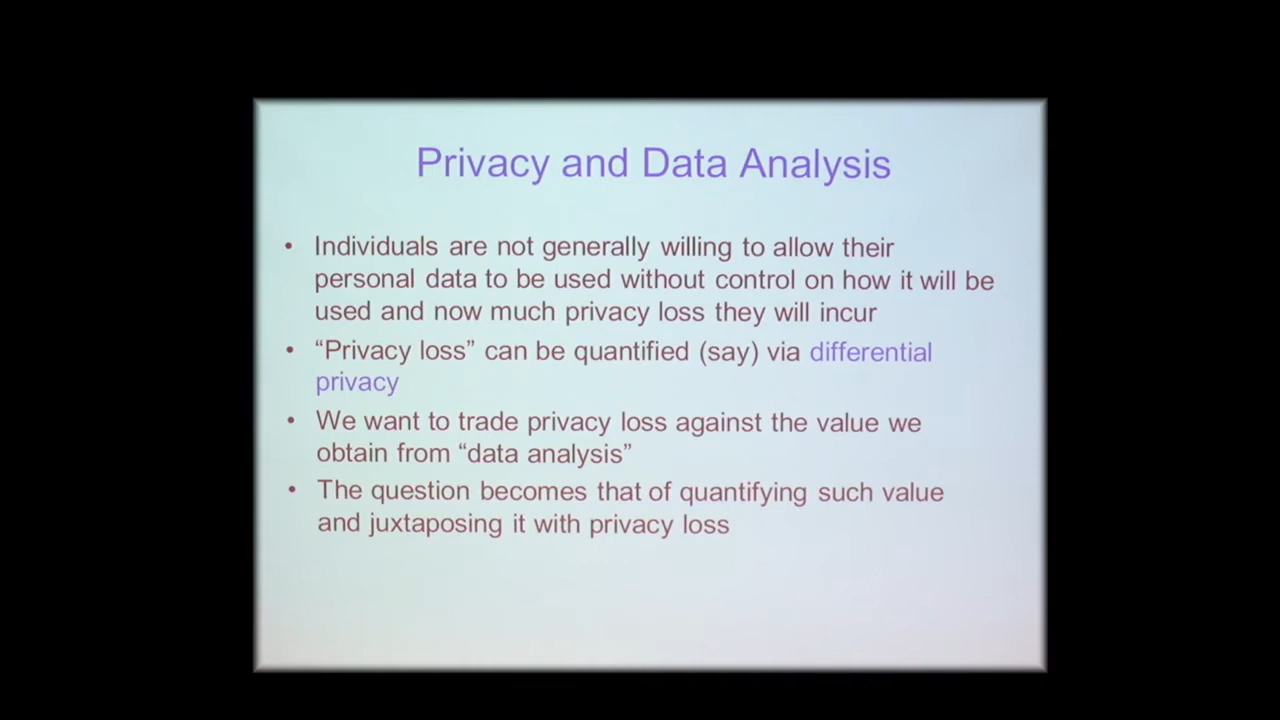 Privacy and Data Analysis
• Individuals are not generally willing to allow their
personal data to be used without control on how it will be
used and now much privacy loss they will incur
• “Privacy loss” can be quantified (say) via differential
privacy
• We want to trade privacy loss against the value we
obtain from “data analysis”
• The question becomes that of quantifying such value
and juxtaposing it with privacy loss